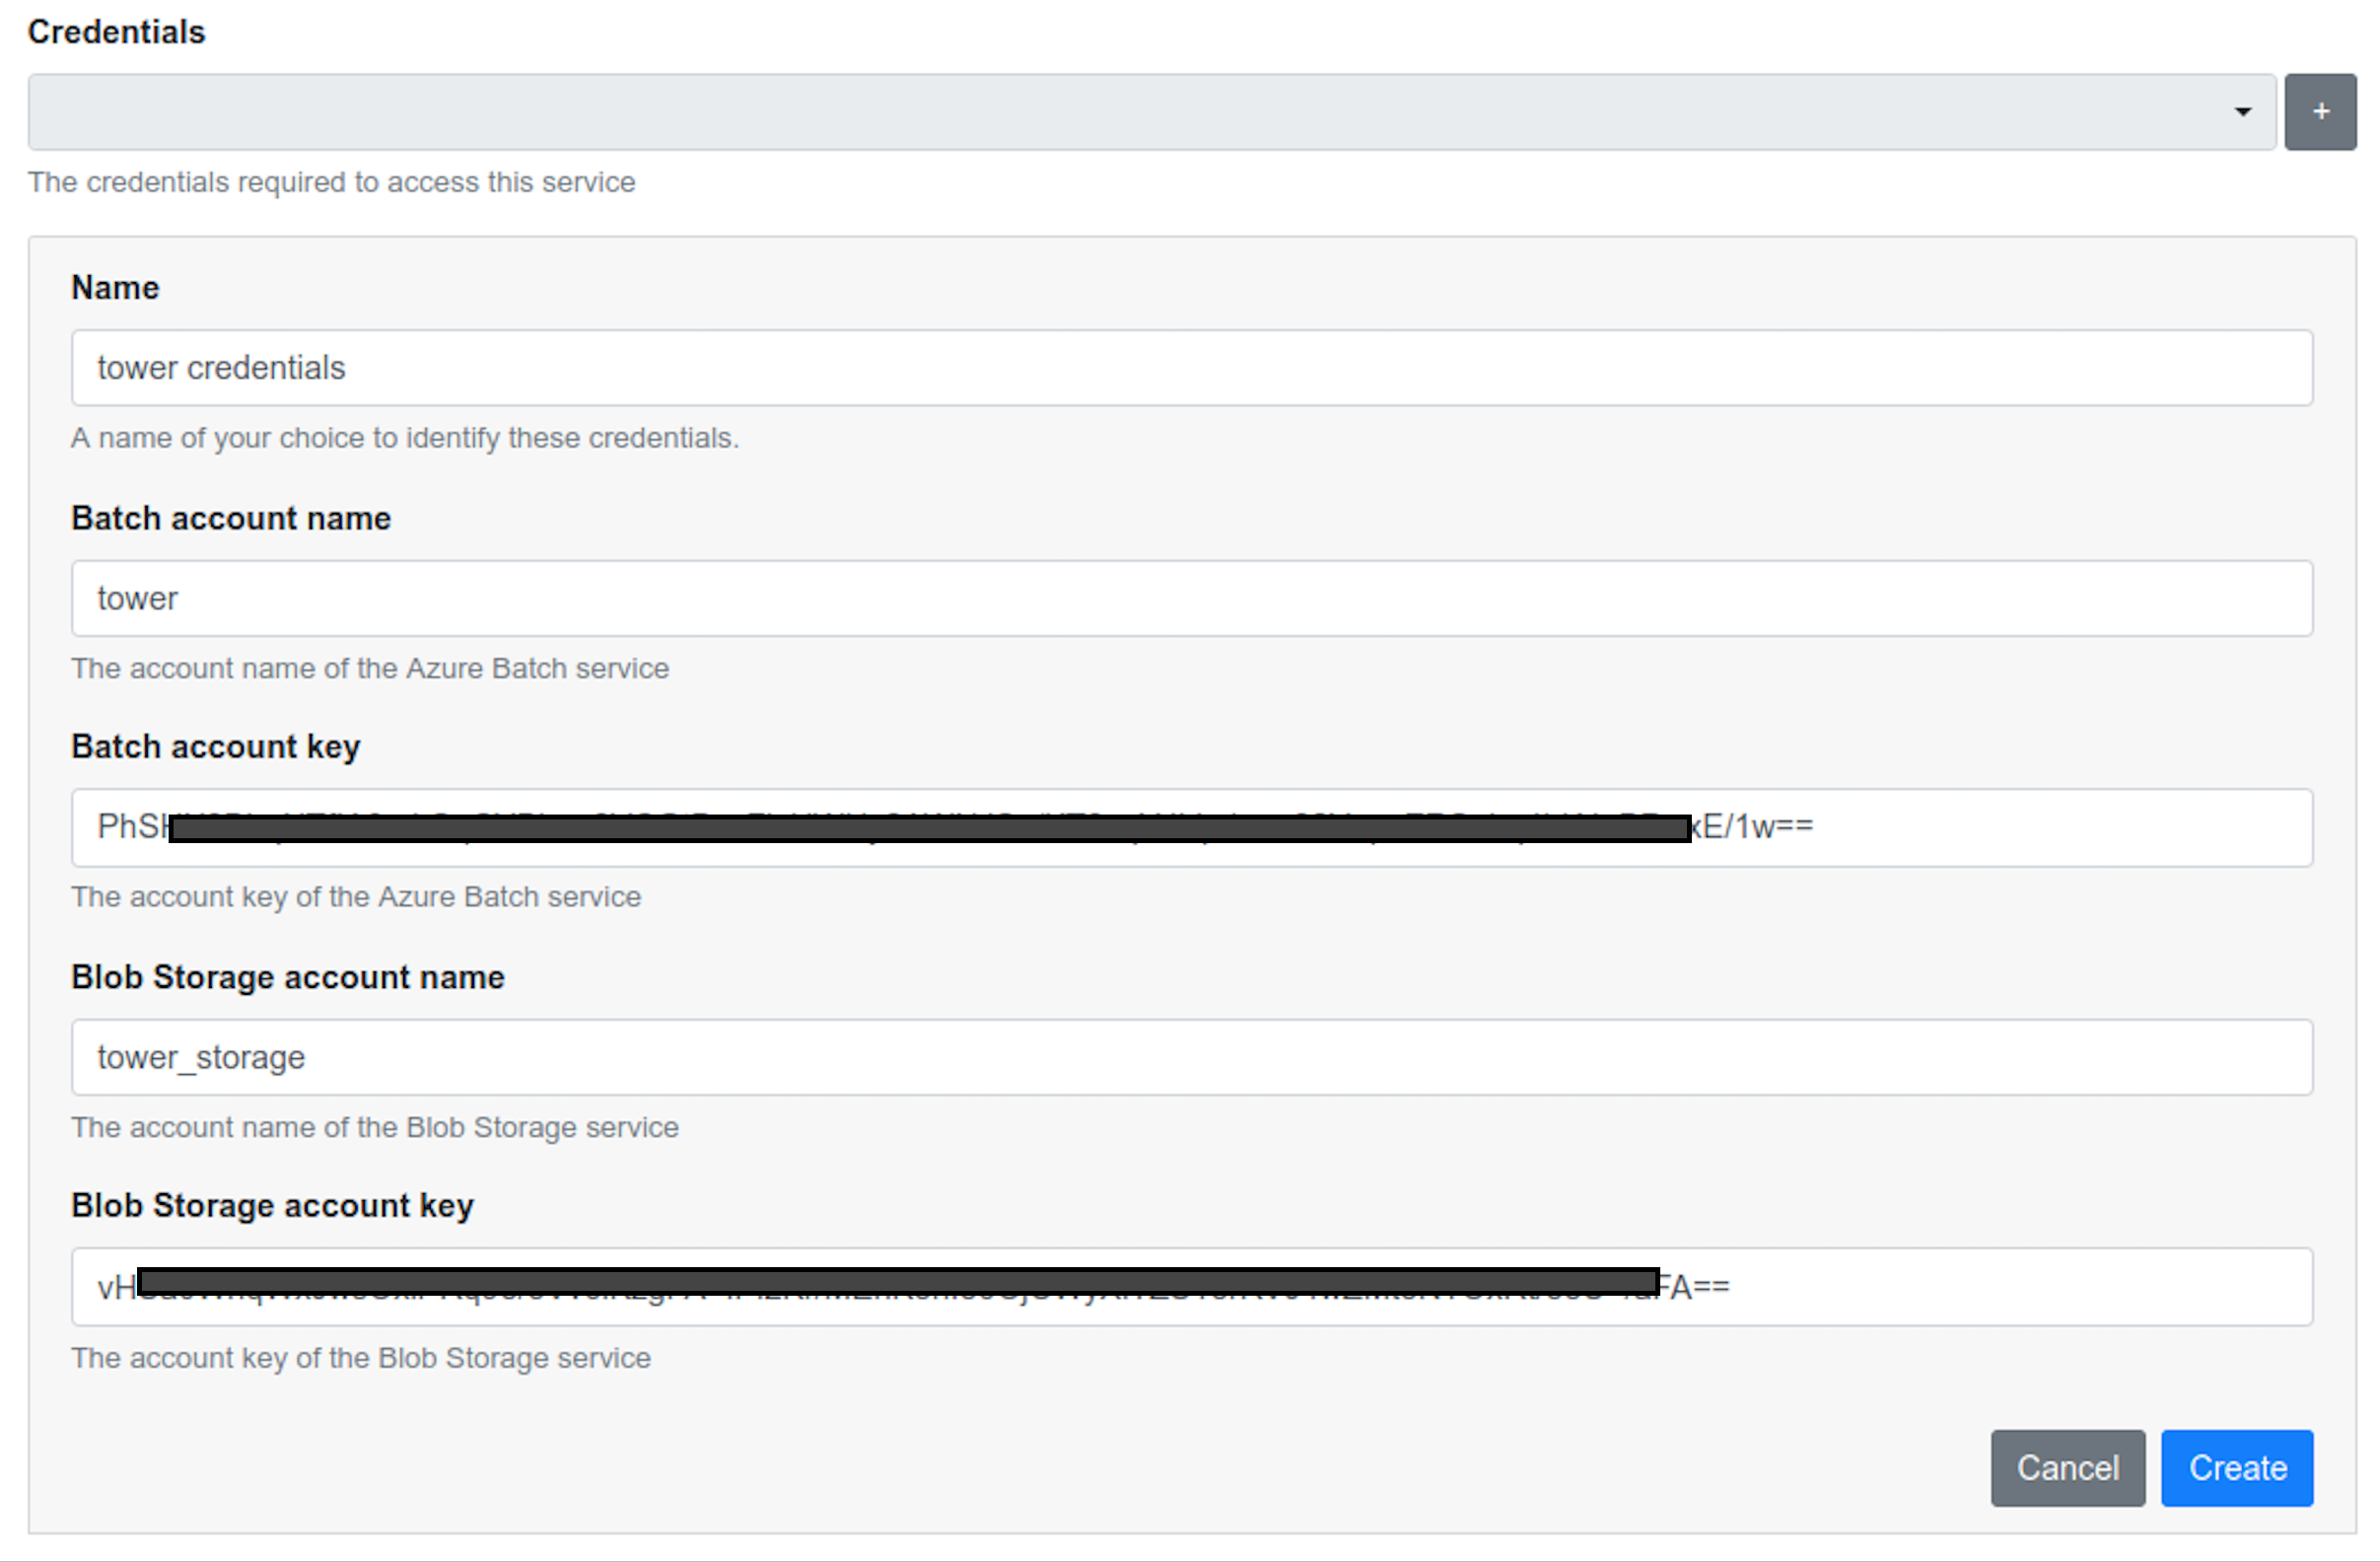 Credentials
+
The credentials required to access this service
Name
tower credentials
A name of your choice to identify these credentials.
Batch account name
tower
The account name of the Azure Batch service
Batch account key
PhS xE/1w==
The account key of the Azure Batch service
Blob Storage account name
tower_storage
The account name of the Blob Storage service
Blob Storage account key
vH FA==
The account key of the Blob Storage service
Cancel Create